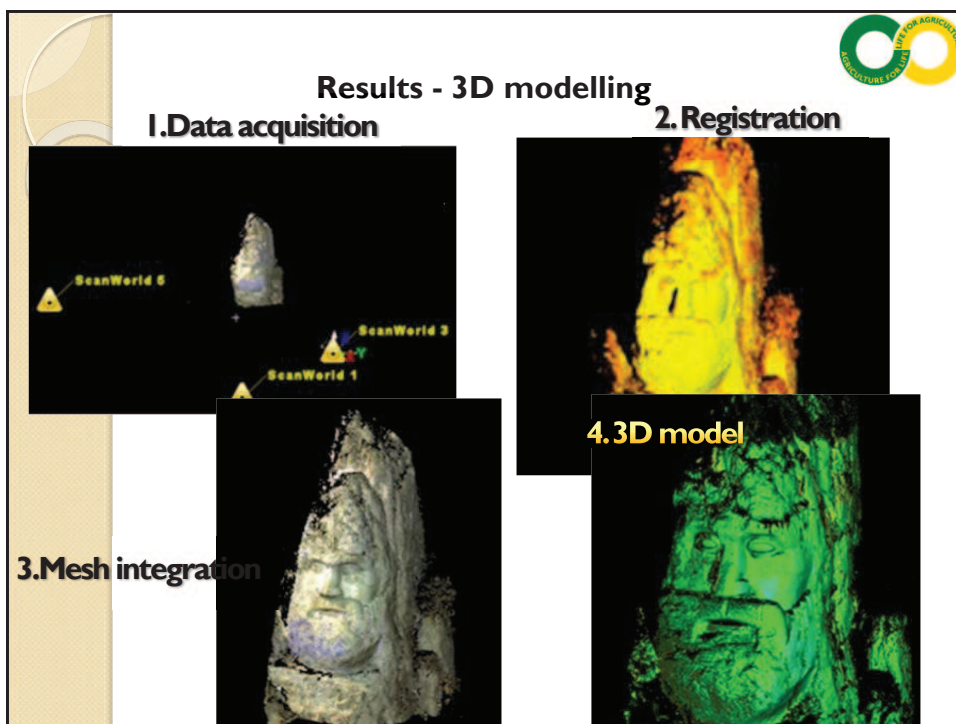 LIFE FOR AGRICULTURE
AGRICULTURE FOR LIFE
Results - 3D modelling
1.Data acquisition
2. Registration
ScanWorld 5
ScanWorld 3
Y
ScanWorld 1
4. 3D model
3.Mesh integration